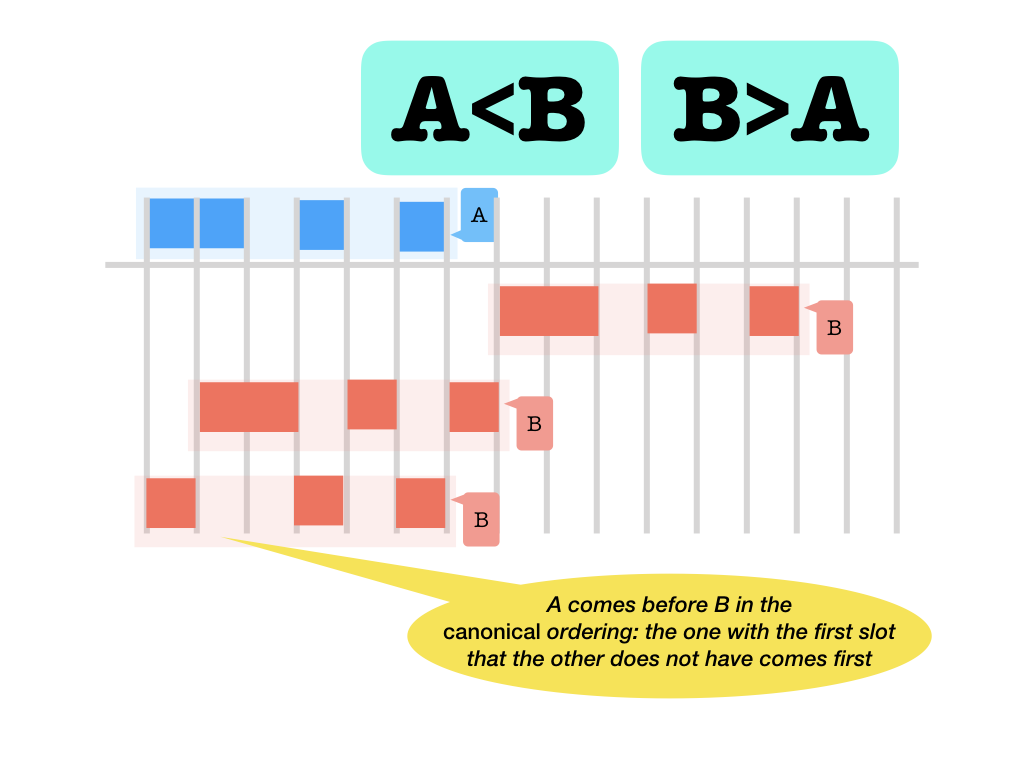 A<B
B>A
A
B
B
B
A comes before B in the
canonical ordering: the one with the first slot
that the other does not have comes first